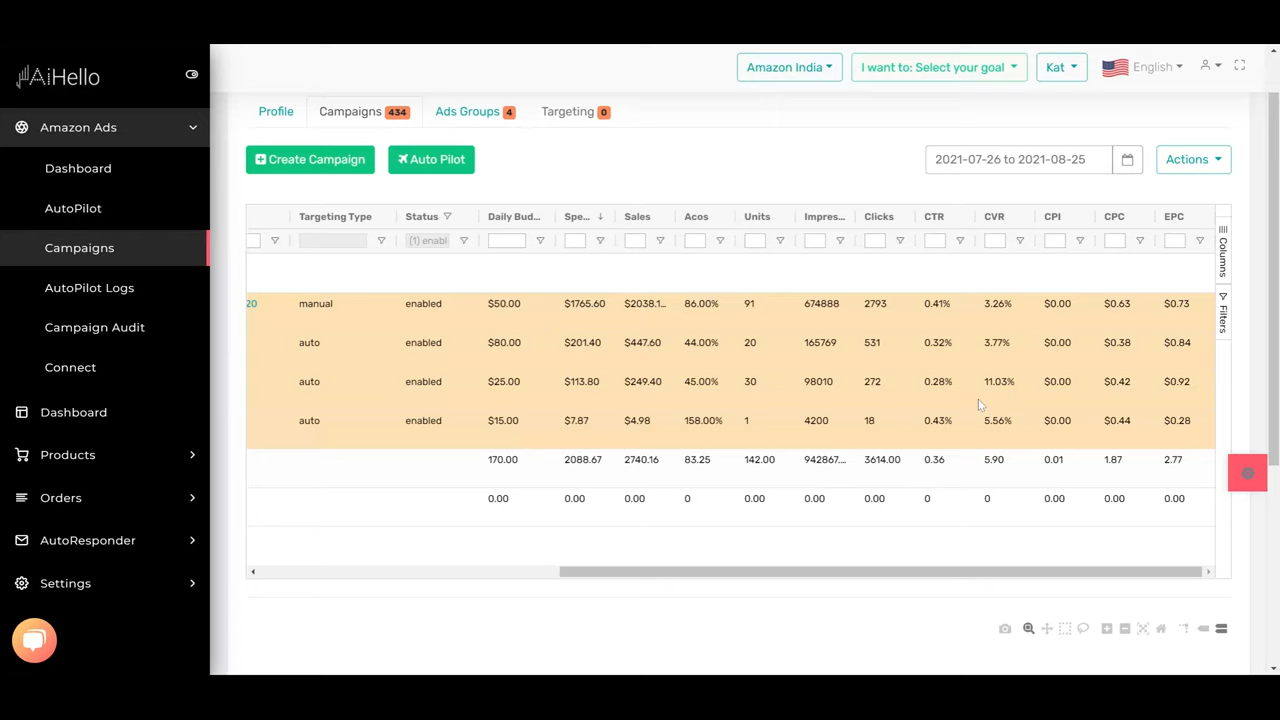 AiHello
Amazon India
I want to: Select your goal
Kat
English
Amazon Ads
Dashboard
AutoPilot
Campaigns
AutoPilot Logs
Campaign Audit
Connect
Dashboard
Products
Orders
AutoResponder
Settings
Profile
Campaigns 434
Ads Groups 4
Targeting 0
Create Campaign
Auto Pilot
2021-07-26 to 2021-08-25
Actions
Targeting Type Status Daily Bud... Spe... Sales Acos Units Impres... Clicks CTR CVR CPI CPC EPC
(1) enabl
20 manual enabled $50.00 $1765.60 $2038.1... 86.00% 91 674888 2793 0.41% 3.26% $0.00 $0.63 $0.73
auto enabled $80.00 $201.40 $447.60 44.00% 20 165769 531 0.32% 3.77% $0.00 $0.38 $0.84
auto enabled $25.00 $113.80 $249.40 45.00% 30 98010 272 0.28% 11.03% $0.00 $0.42 $0.92
auto enabled $15.00 $7.87 $4.98 158.00% 1 4200 18 0.43% 5.56% $0.00 $0.44 $0.28
170.00 2088.67 2740.16 83.25 142.00 942867... 3614.00 0.36 5.90 0.01 1.87 2.77
0.00 0.00 0.00 0 0.00 0.00 0.00 0 0 0.00 0.00 0.00
Columns
Filters